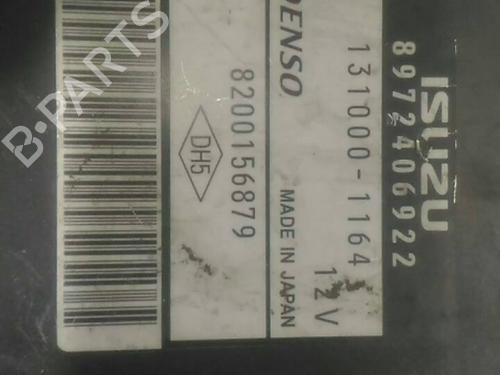 ISUZU
8972406922
131000-1164 12V
DENSO MADE IN JAPAN
8200156879
DH5
B-PARTS